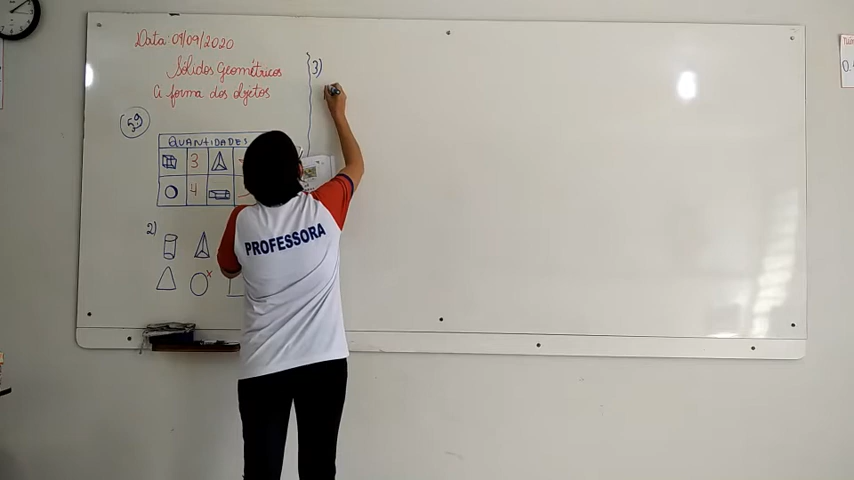 Data: 09/09/2020
Sólidos Geométricos
A forma dos objetos
59
QUANTIDADES
3
4
2)
x
3)
PROFESSORA